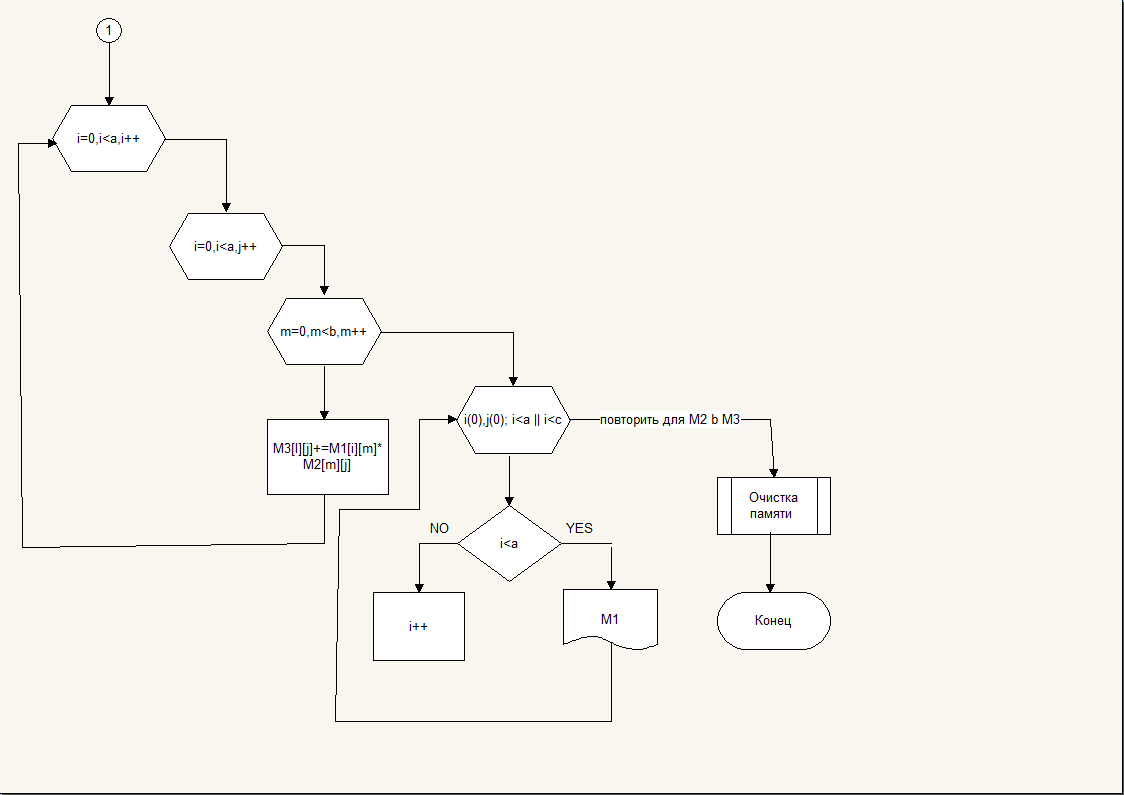 1
i=0,i<a,i++
i=0,i<a,j++
m=0,m<b,m++
M3[l][j]+=M1[i][m]*
M2[m][j]
i(0),j(0); i<a || i<c
повторить для M2 b M3
Очистка
памяти
NO
YES
i<a
i++
M1
Конец